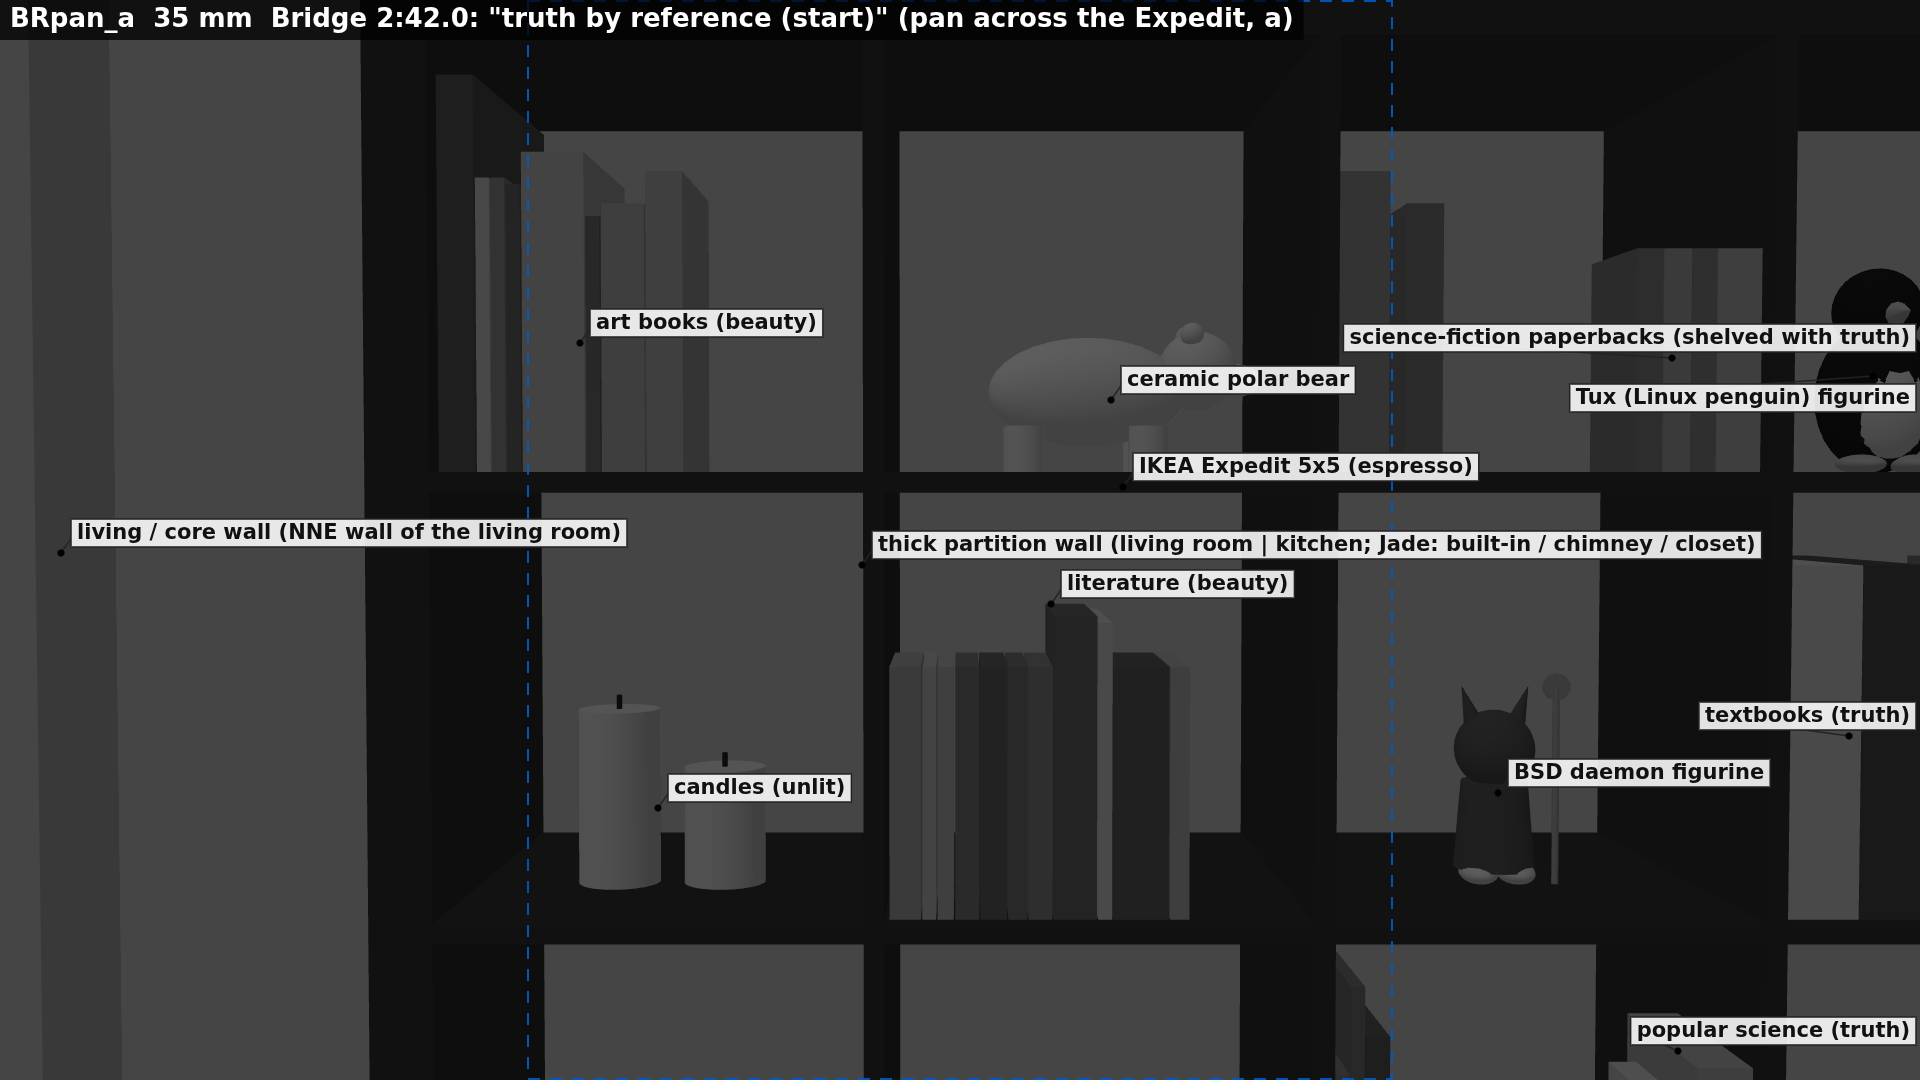 BRpan_a 35 mm Bridge 2:42.0: "truth by reference (start)" (pan across the Expedit, a)
art books (beauty)
science-fiction paperbacks (shelved with truth)
ceramic polar bear
Tux (Linux penguin) figurine
IKEA Expedit 5x5 (espresso)
living / core wall (NNE wall of the living room)
thick partition wall (living room | kitchen; Jade: built-in / chimney / closet)
literature (beauty)
textbooks (truth)
BSD daemon figurine
candles (unlit)
popular science (truth)